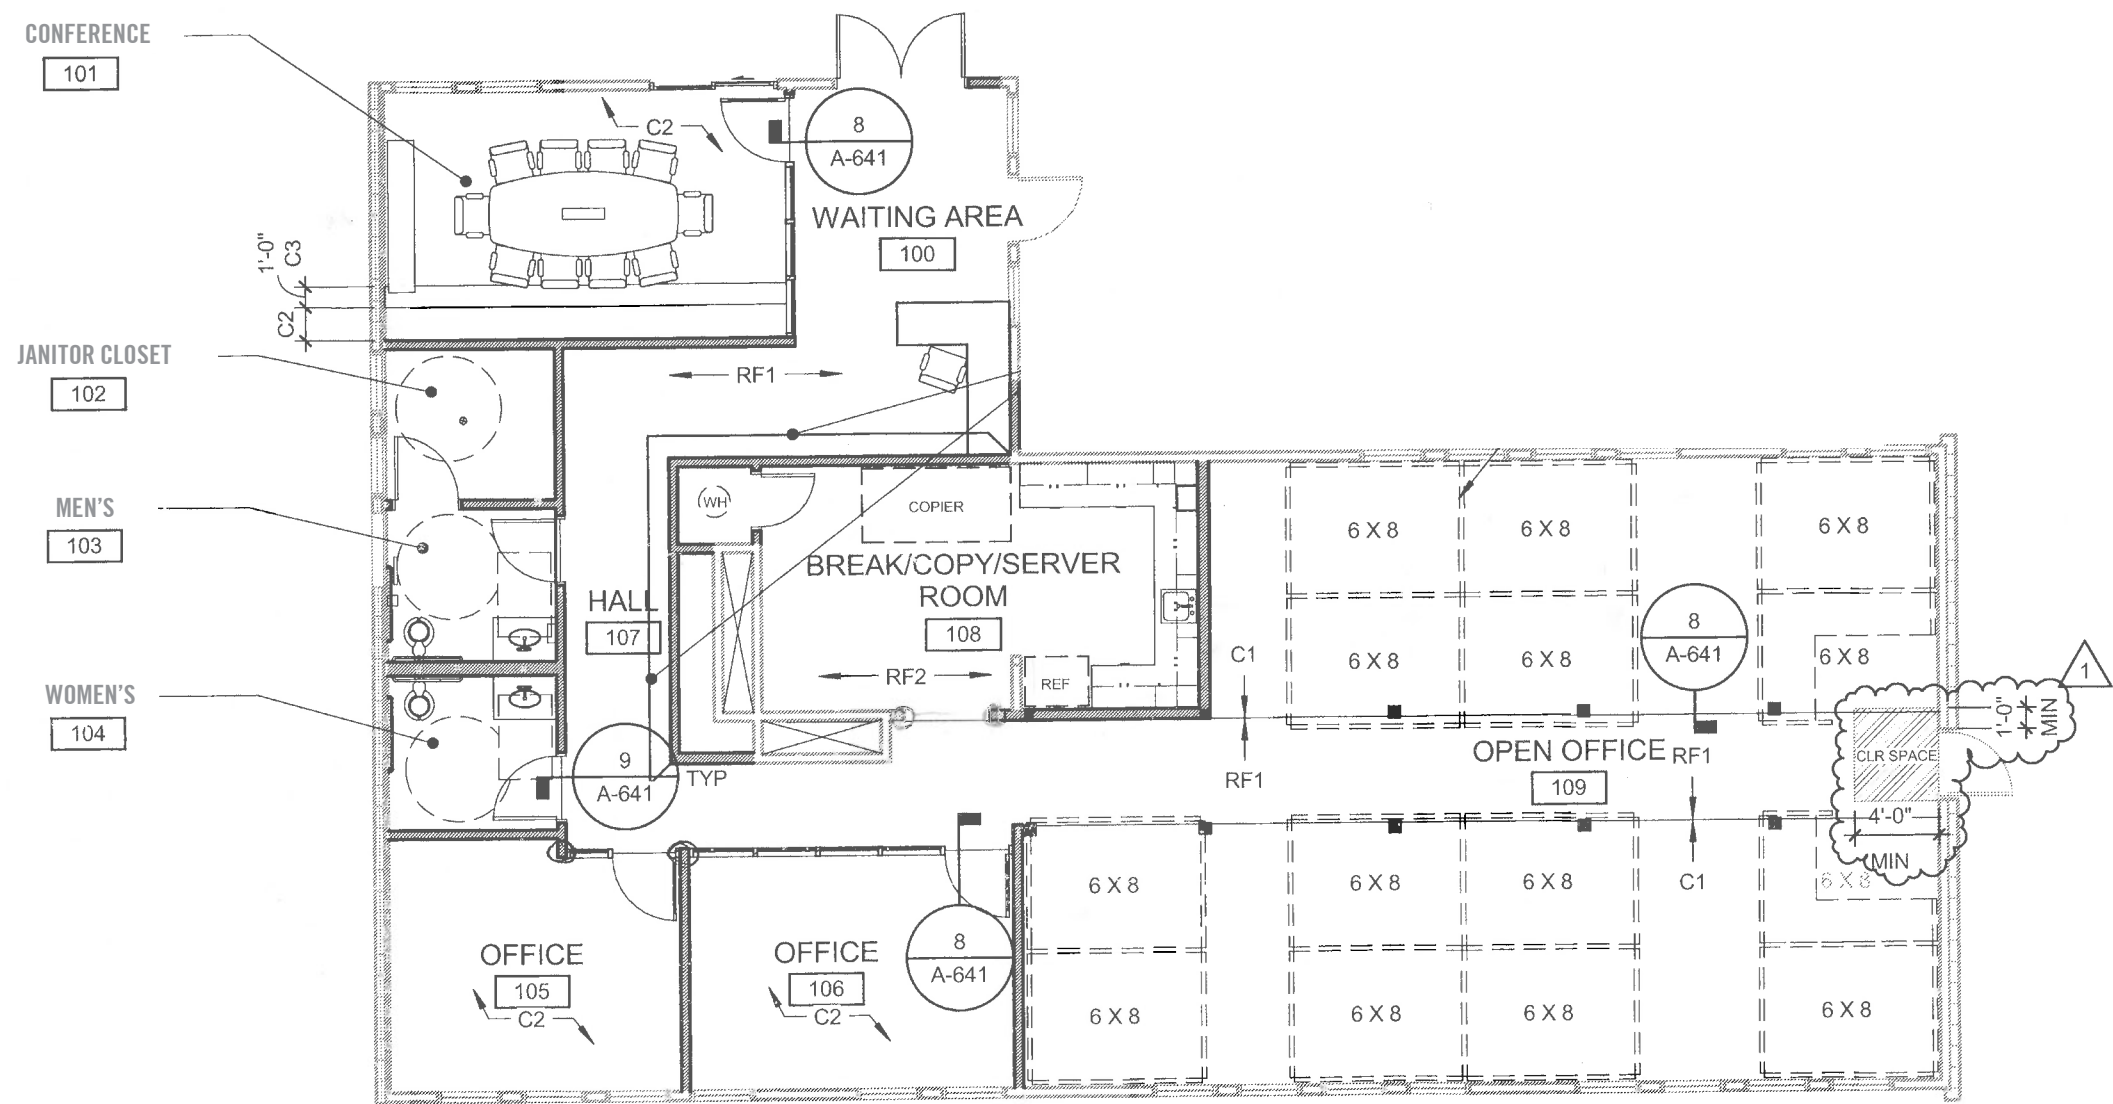 CONFERENCE
101
C2
8
A-641
WAITING AREA
100
1'-0"
C3
C2
JANITOR CLOSET
102
RF1
MEN'S
103
WH
COPIER
BREAK/COPY/SERVER
ROOM
108
HALL
107
RF2
REF
WOMEN'S
104
9
A-641
TYP
C1
RF1
6 X 8
6 X 8
6 X 8
6 X 8
6 X 8
6 X 8
8
A-641
1
1'-0"
MIN
OPEN OFFICE
109
RF1
CLR SPACE
4'-0"
MIN
C1
OFFICE
105
C2
OFFICE
106
C2
8
A-641
6 X 8
6 X 8
6 X 8
6 X 8
6 X 8
6 X 8
6 X 8
6 X 8